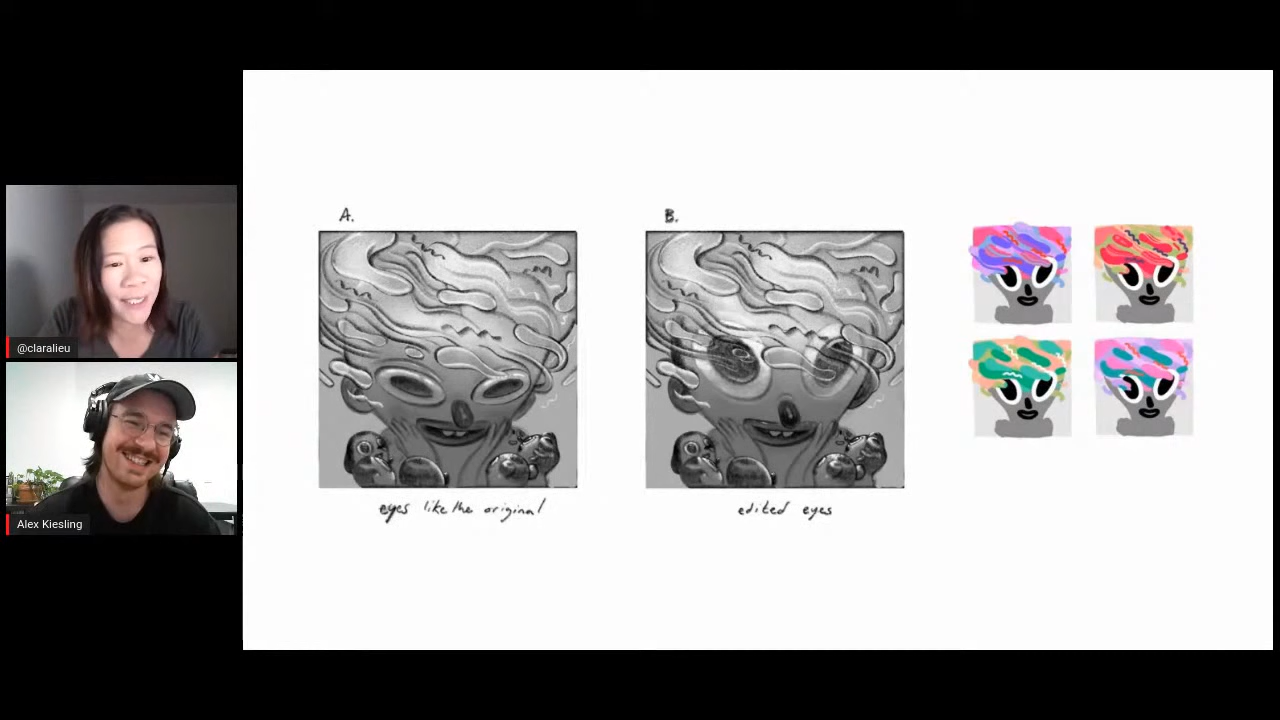 @claralieu
Alex Kiesling
A.
B.
eyes like the original
edited eyes